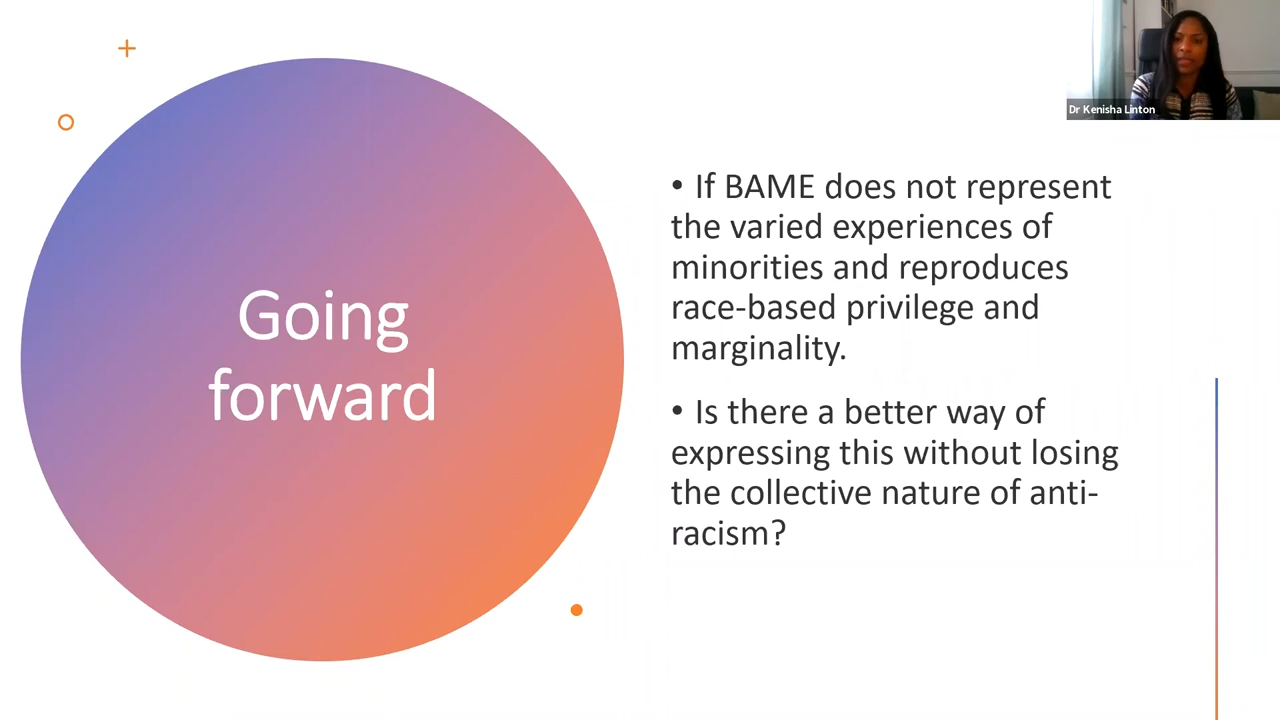 Dr Kenisha Linton
Going
forward
• If BAME does not represent
the varied experiences of
minorities and reproduces
race-based privilege and
marginality.
• Is there a better way of
expressing this without losing
the collective nature of anti-
racism?